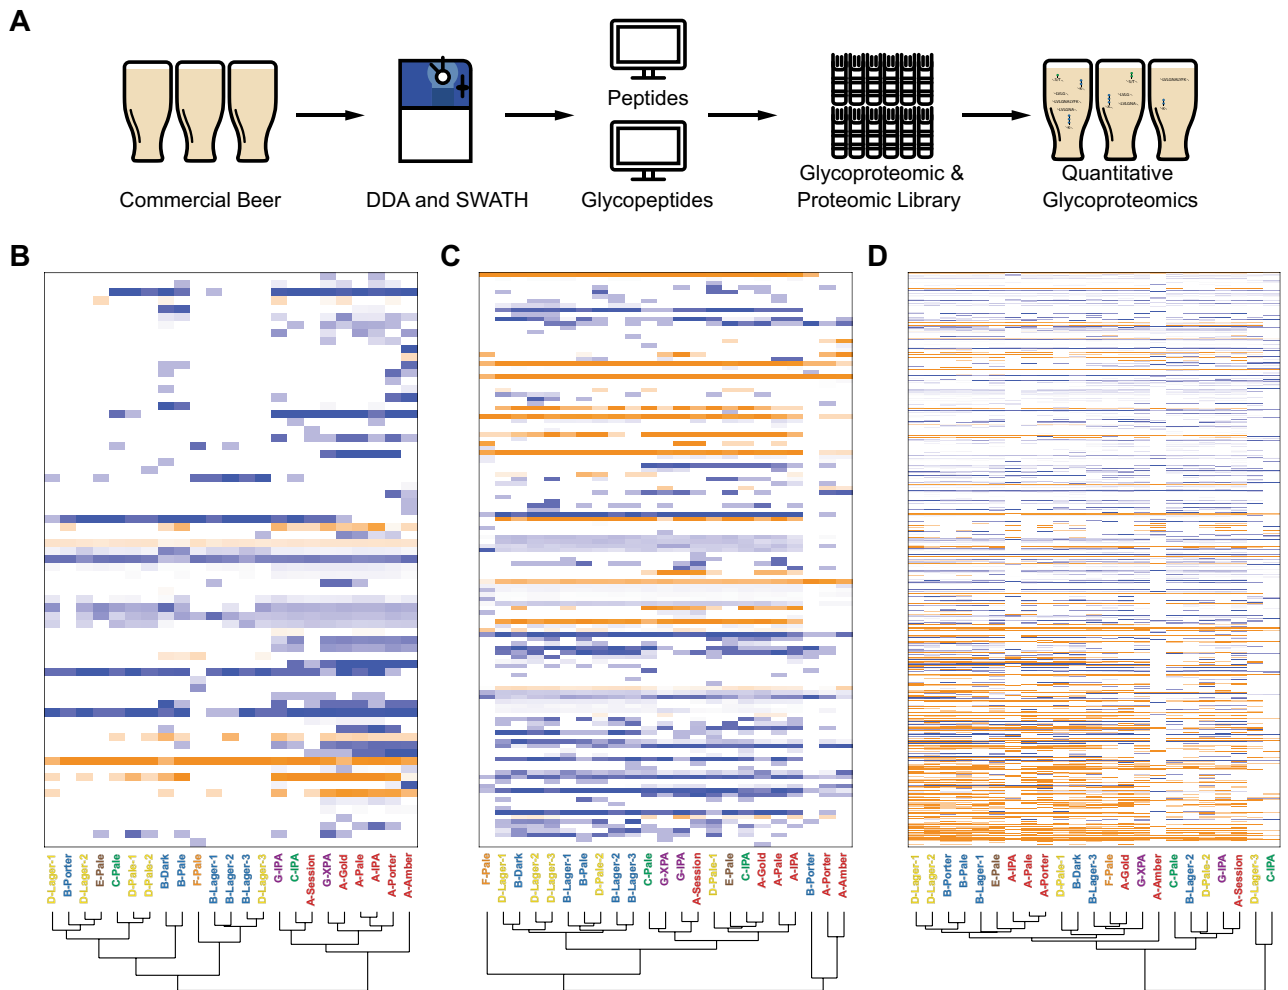 A
Peptides
Commercial Beer
DDA and SWATH
Glycopeptides
Glycoproteomic &
Proteomic Library
Quantitative
Glycoproteomics
B
C
D
D-Lager-1
B-Porter
D-Lager-2
E-Pale
C-Pale
D-Pale-1
D-Pale-2
B-Dark
B-Pale
F-Pale
B-Lager-1
B-Lager-2
B-Lager-3
D-Lager-3
G-IPA
C-IPA
A-Session
G-XPA
A-Gold
A-Pale
A-IPA
A-Porter
A-Amber
F-Pale
D-Lager-1
B-Dark
D-Lager-2
D-Lager-3
B-Lager-1
B-Pale
D-Pale-2
B-Lager-2
B-Lager-3
C-Pale
G-XPA
G-IPA
A-Session
D-Pale-1
E-Pale
C-IPA
A-Gold
A-Pale
A-IPA
B-Porter
A-Porter
A-Amber
D-Lager-1
D-Lager-2
B-Porter
B-Pale
B-Lager-1
E-Pale
A-IPA
A-Pale
A-Porter
D-Pale-1
B-Dark
B-Lager-3
F-Pale
A-Gold
G-XPA
A-Amber
C-Pale
B-Lager-2
D-Pale-2
G-IPA
A-Session
D-Lager-3
C-IPA